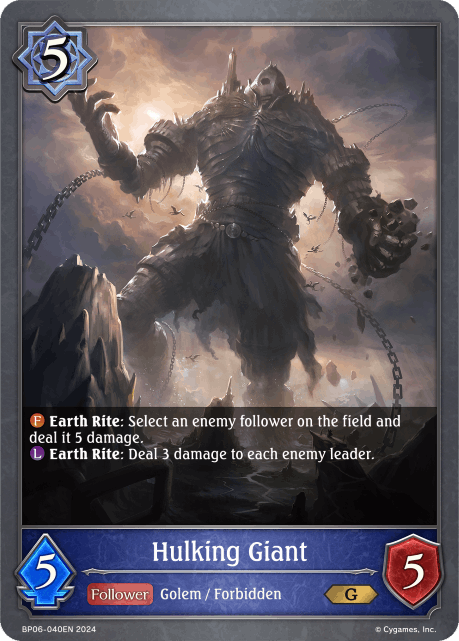 5
F Earth Rite: Select an enemy follower on the field and
deal it 5 damage.
L Earth Rite: Deal 3 damage to each enemy leader.
Hulking Giant
5
Follower Golem / Forbidden
G
5
BP06-040EN 2024
© Cygames, Inc.